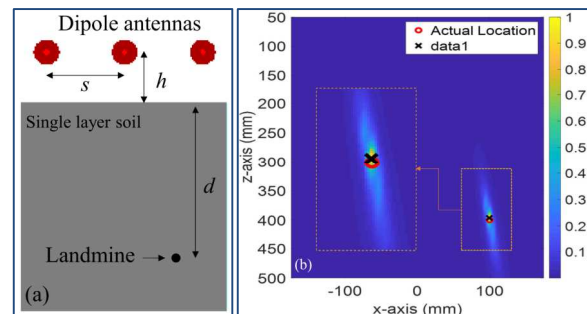 Dipole antennas
s
h
Single layer soil
d
Landmine
(a)
50
100
150
200
250
300
350
400
450
500
z-axis (mm)
Actual Location
data1
(b)
-100
0
100
x-axis (mm)
1
0.9
0.8
0.7
0.6
0.5
0.4
0.3
0.2
0.1